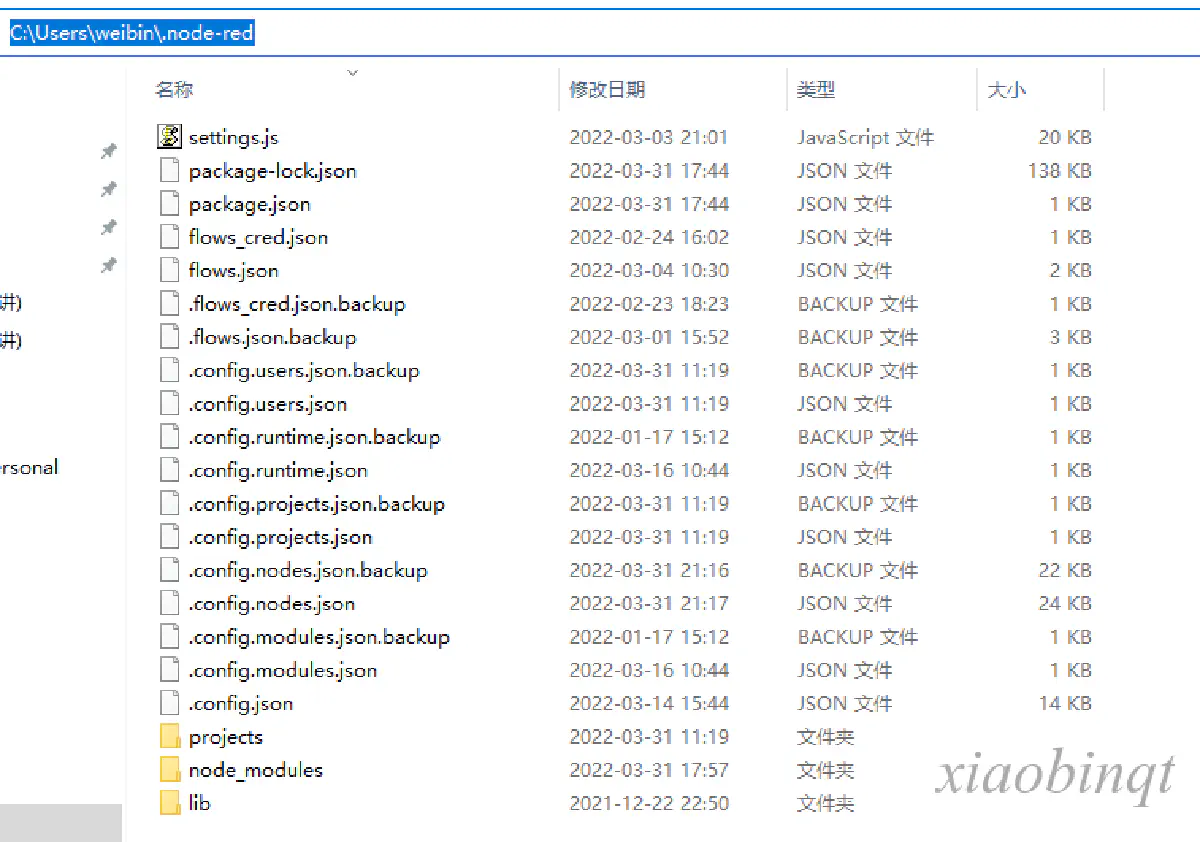 C:\Users\weibin\.node-red
名称 修改日期 类型 大小
settings.js 2022-03-03 21:01 JavaScript 文件 20 KB
package-lock.json 2022-03-31 17:44 JSON 文件 138 KB
package.json 2022-03-31 17:44 JSON 文件 1 KB
flows_cred.json 2022-02-24 16:02 JSON 文件 1 KB
flows.json 2022-03-04 10:30 JSON 文件 2 KB
讲) .flows_cred.json.backup 2022-02-23 18:23 BACKUP 文件 1 KB
讲) .flows.json.backup 2022-03-01 15:52 BACKUP 文件 3 KB
.config.users.json.backup 2022-03-31 11:19 BACKUP 文件 1 KB
.config.users.json 2022-03-31 11:19 JSON 文件 1 KB
.config.runtime.json.backup 2022-01-17 15:12 BACKUP 文件 1 KB
ersonal .config.runtime.json 2022-03-16 10:44 JSON 文件 1 KB
.config.projects.json.backup 2022-03-31 11:19 BACKUP 文件 1 KB
.config.projects.json 2022-03-31 11:19 JSON 文件 1 KB
.config.nodes.json.backup 2022-03-31 21:16 BACKUP 文件 22 KB
.config.nodes.json 2022-03-31 21:17 JSON 文件 24 KB
.config.modules.json.backup 2022-01-17 15:12 BACKUP 文件 1 KB
.config.modules.json 2022-03-16 10:44 JSON 文件 1 KB
.config.json 2022-03-14 15:44 JSON 文件 14 KB
projects 2022-03-31 11:19 文件夹
node_modules 2022-03-31 17:57 文件夹
lib 2021-12-22 22:50 文件夹
xiaobinqt